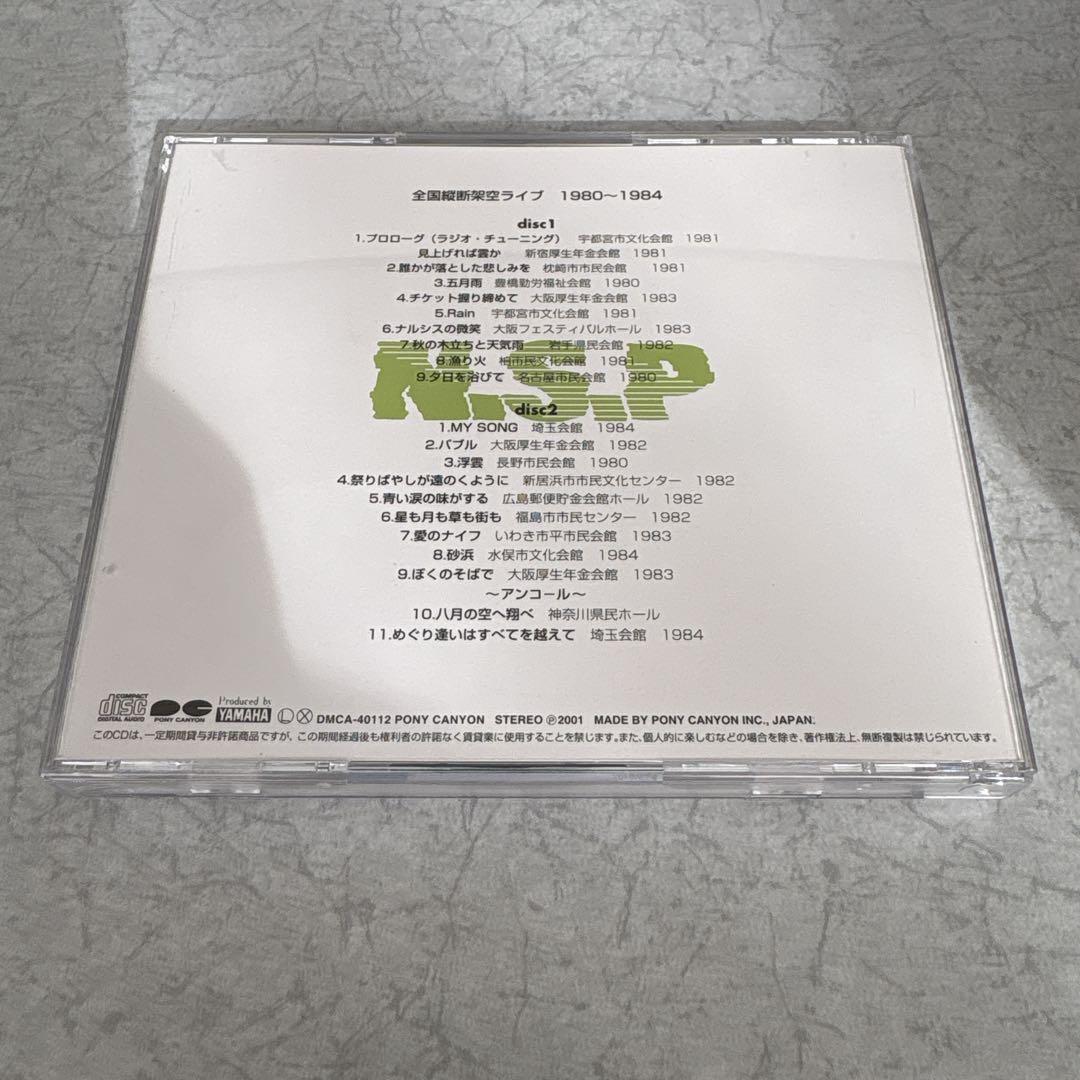 全国縦断架空ライブ 1980〜1984
disc1
1.プロローグ（ラジオ・チューニング） 宇都宮市文化会館 1981
見上げれば雲か 新宿厚生年金会館 1981
2.誰かが落とした悲しみを 枕崎市市民会館 1981
3.五月雨 豊橋勤労福祉会館 1980
4.チケット握り締めて 大阪厚生年金会館 1983
5.Rain 宇都宮市文化会館 1981
6.ナルシスの微笑 大阪フェスティバルホール 1983
7.秋の木立ちと天気雨 岩手県民会館 1982
8.漁り火 柏市民文化会館 1981
9.夕日を浴びて 名古屋市民会館 1980
N.S.P
disc2
1.MY SONG 埼玉会館 1984
2.バブル 大阪厚生年金会館 1982
3.浮雲 長野市民会館 1980
4.祭りばやしが遠のくように 新居浜市市民文化センター 1982
5.青い涙の味がする 広島郵便貯金会館ホール 1982
6.星も月も草も街も 福島市市民センター 1982
7.愛のナイフ いわき市平市民会館 1983
8.砂浜 水俣市文化会館 1984
9.ぼくのそばで 大阪厚生年金会館 1983
〜アンコール〜
10.八月の空へ翔べ 神奈川県民ホール
11.めぐり逢いはすべてを越えて 埼玉会館 1984
COMPACT disc DIGITAL AUDIO PONY CANYON Produced by YAMAHA Ⓛ Ⓧ DMCA-40112 PONY CANYON STEREO ℗2001 MADE BY PONY CANYON INC., JAPAN.
このCDは、一定期間貸与非許諾商品ですが、この期間経過後も権利者の許諾なく賃貸業に使用することを禁じます。また、個人的に楽しむなどの場合を除き、著作権法上、無断複製は禁じられています。